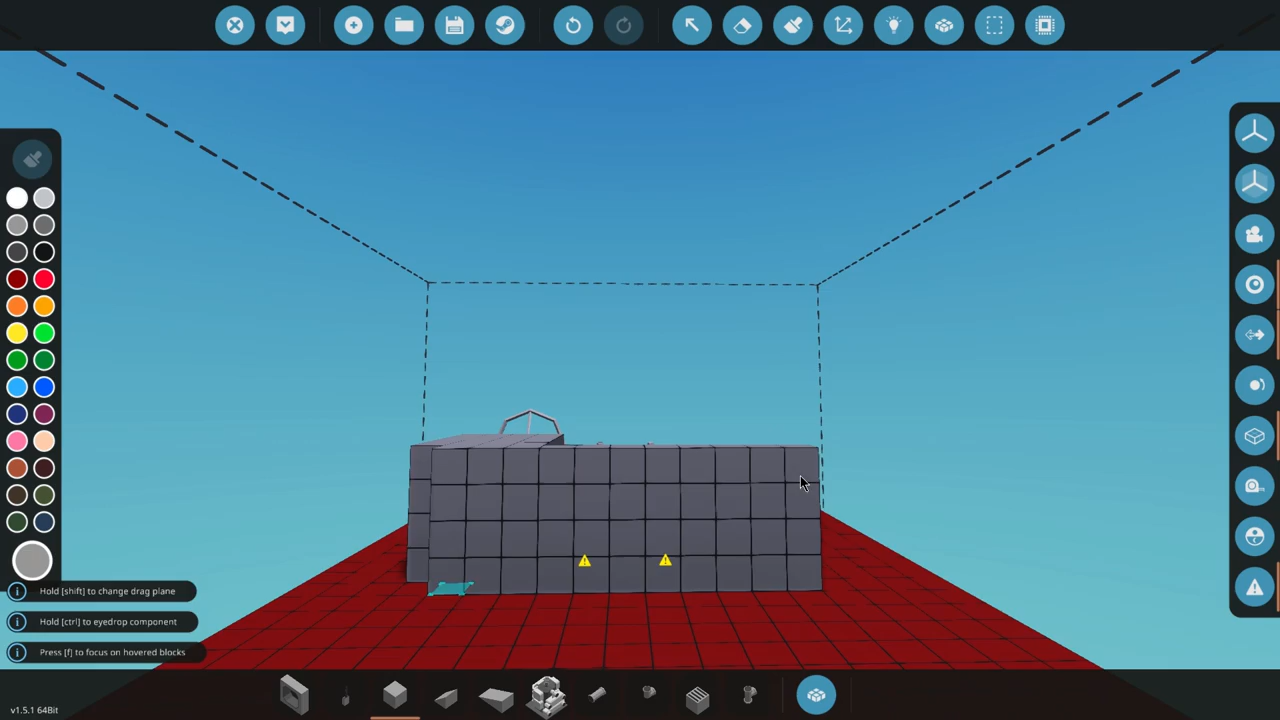 Hold [shift] to change drag plane
Hold [ctrl] to eyedrop component
Press [f] to focus on hovered blocks
v1.5.1 64Bit